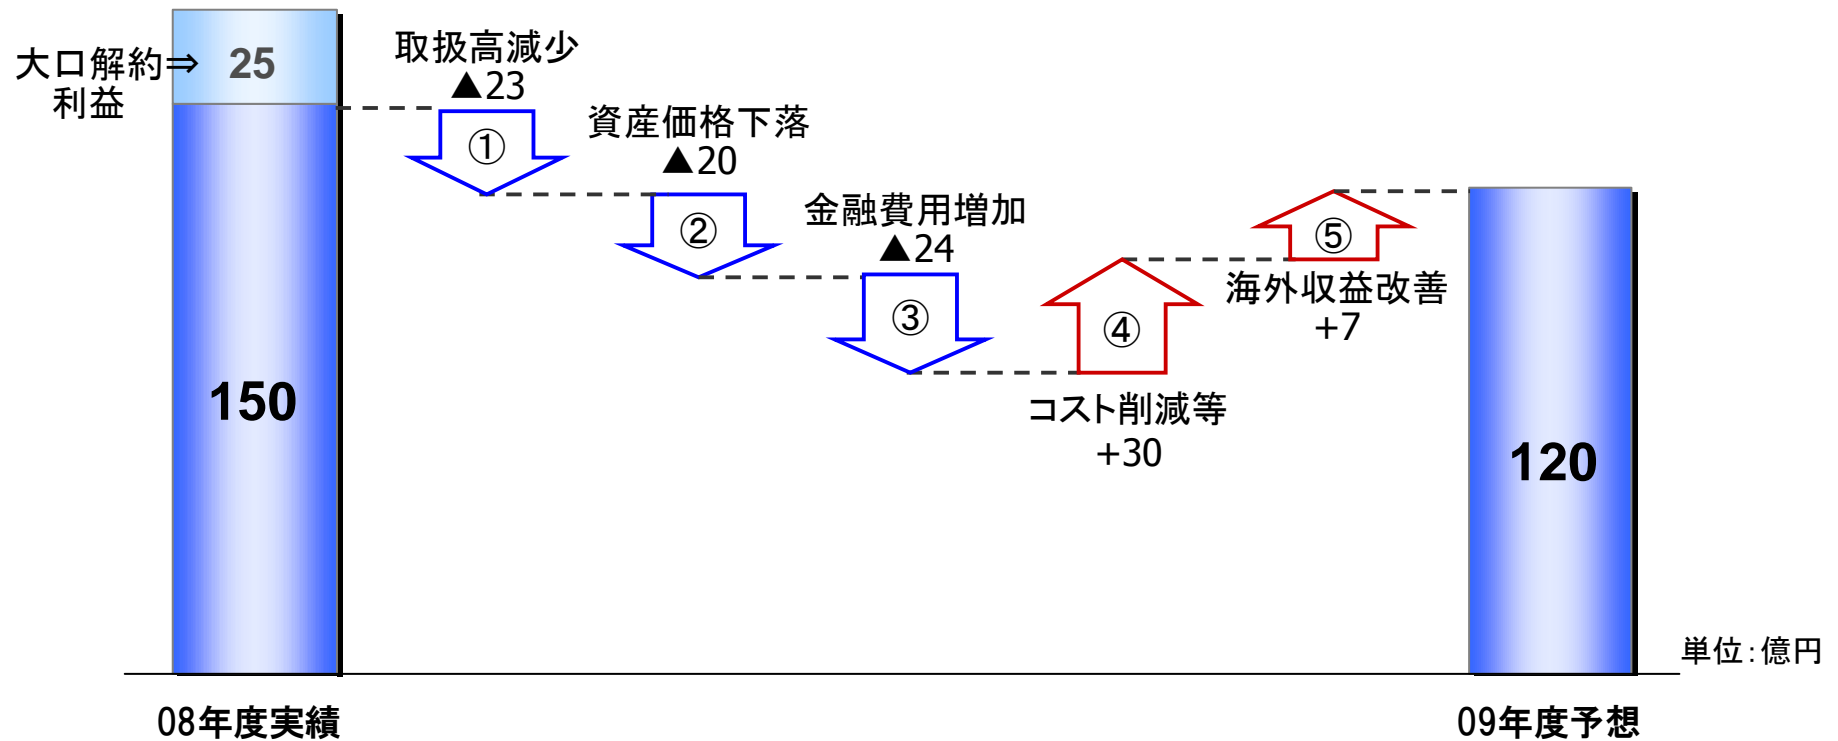 大口解約⇒
利益
25
150
08年度実績
取扱高減少
▲23
①
資産価格下落
▲20
②
金融費用増加
▲24
③
④
コスト削減等
+30
⑤
海外収益改善
+7
120
09年度予想
単位：億円